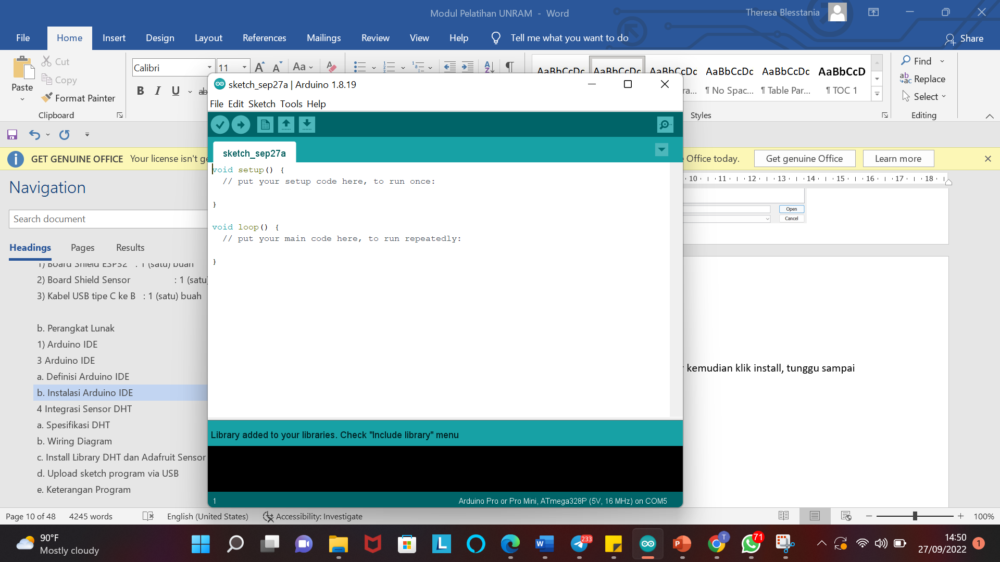 Modul Pelatihan UNRAM - Word
Theresa Blesstania
File Home Insert Design Layout References Mailings Review View Help Tell me what you want to do
Share
Paste
Cut
Copy
Format Painter
Clipboard
Calibri 11
B I U ab
AaBbCcDc AaBbCcDc AaBbCcDc AaBbCcDc AaBbCcDc AaBbCcD
¶ No Spac... ¶ Table Par... ¶ TOC 1
Styles
Find
Replace
Select
Editing
GET GENUINE OFFICE Your license isn't ge
Office today. Get genuine Office Learn more
Navigation
Search document
Headings Pages Results
1) Board Shield ESP32 : 1 (satu) buah
2) Board Shield Sensor : 1 (satu)
3) Kabel USB tipe C ke B : 1 (satu) buah
b. Perangkat Lunak
1) Arduino IDE
3 Arduino IDE
a. Definisi Arduino IDE
b. Instalasi Arduino IDE
4 Integrasi Sensor DHT
a. Spesifikasi DHT
b. Wiring Diagram
c. Install Library DHT dan Adafruit Sensor
d. Upload sketch program via USB
e. Keterangan Program
sketch_sep27a | Arduino 1.8.19
File Edit Sketch Tools Help
sketch_sep27a
void setup() {
// put your setup code here, to run once:
}
void loop() {
// put your main code here, to run repeatedly:
}
Library added to your libraries. Check "Include library" menu
1 Arduino Pro or Pro Mini, ATmega328P (5V, 16 MHz) on COM5
10 11 12 13 14 15 16 17 18
Open
Cancel
kemudian klik install, tunggu sampai
Page 10 of 48 4245 words English (United States) Accessibility: Investigate 100%
90°F
Mostly cloudy
233
T
71
14:50
27/09/2022
1